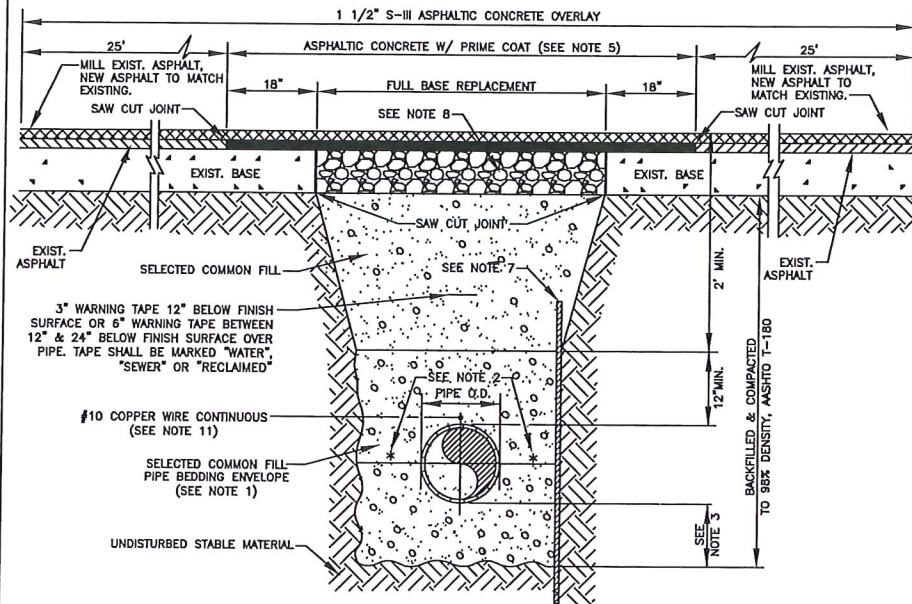 1 1/2" S-III ASPHALTIC CONCRETE OVERLAY
25'
ASPHALTIC CONCRETE W/ PRIME COAT (SEE NOTE 5)
25'
MILL EXIST. ASPHALT,
NEW ASPHALT TO MATCH
EXISTING.
18"
FULL BASE REPLACEMENT
18"
MILL EXIST. ASPHALT,
NEW ASPHALT TO
MATCH EXISTING.
SAW CUT JOINT
SEE NOTE 8
SAW CUT JOINT
EXIST. BASE
EXIST. BASE
SAW CUT JOINT
EXIST.
ASPHALT
EXIST.
ASPHALT
SELECTED COMMON FILL
SEE NOTE 7
2' MIN.
3" WARNING TAPE 12" BELOW FINISH
SURFACE OR 6" WARNING TAPE BETWEEN
12" & 24" BELOW FINISH SURFACE OVER
PIPE. TAPE SHALL BE MARKED "WATER",
"SEWER" OR "RECLAIMED"
SEE NOTE 2
PIPE O.D.
12"MIN.
#10 COPPER WIRE CONTINUOUS
(SEE NOTE 11)
BACKFILLED & COMPACTED
TO 98% DENSITY, AASHTO T-180
SELECTED COMMON FILL
PIPE BEDDING ENVELOPE
(SEE NOTE 1)
SEE
NOTE 3
UNDISTURBED STABLE MATERIAL